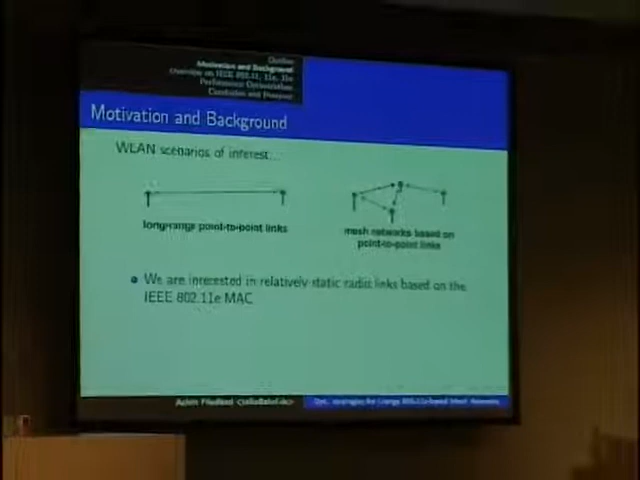 Outline
Motivation and Background
Overview on IEEE 802.11, 11e, 11s
Performance Optimization
Conclusion and
Motivation and Background
WLAN scenarios of interest...
long-range point-to-point links
mesh networks based on
point-to-point links
We are interested in relatively static radio links based on the
IEEE 802.11e MAC
Achim